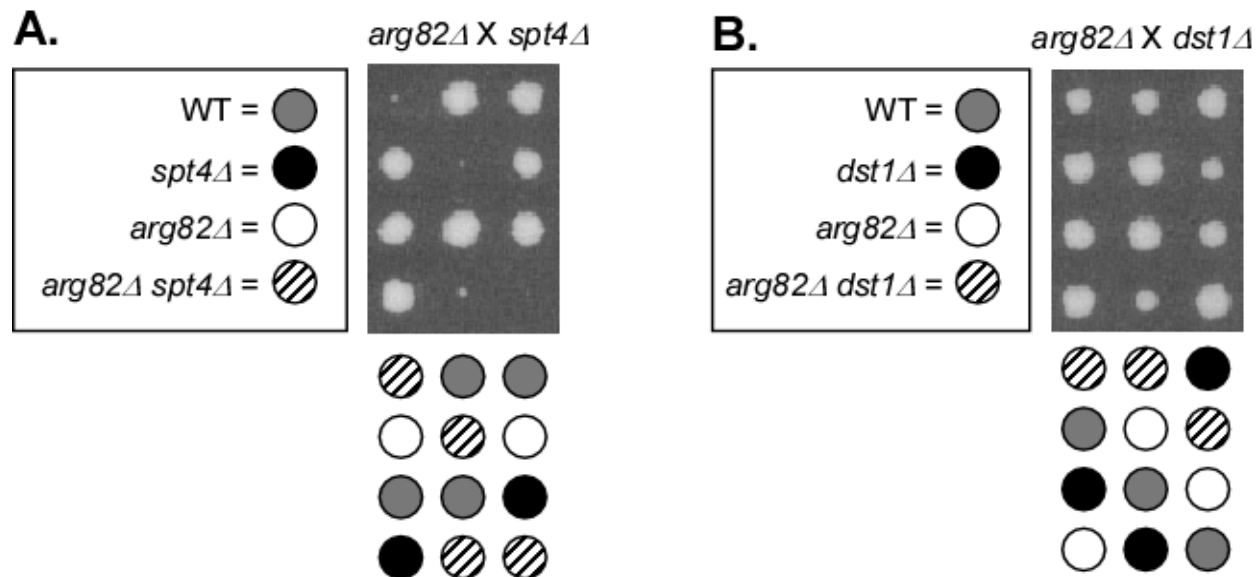 A.
arg82Δ X spt4Δ
WT =
spt4Δ =
arg82Δ =
arg82Δ spt4Δ =
B.
arg82Δ X dst1Δ
WT =
dst1Δ =
arg82Δ =
arg82Δ dst1Δ =